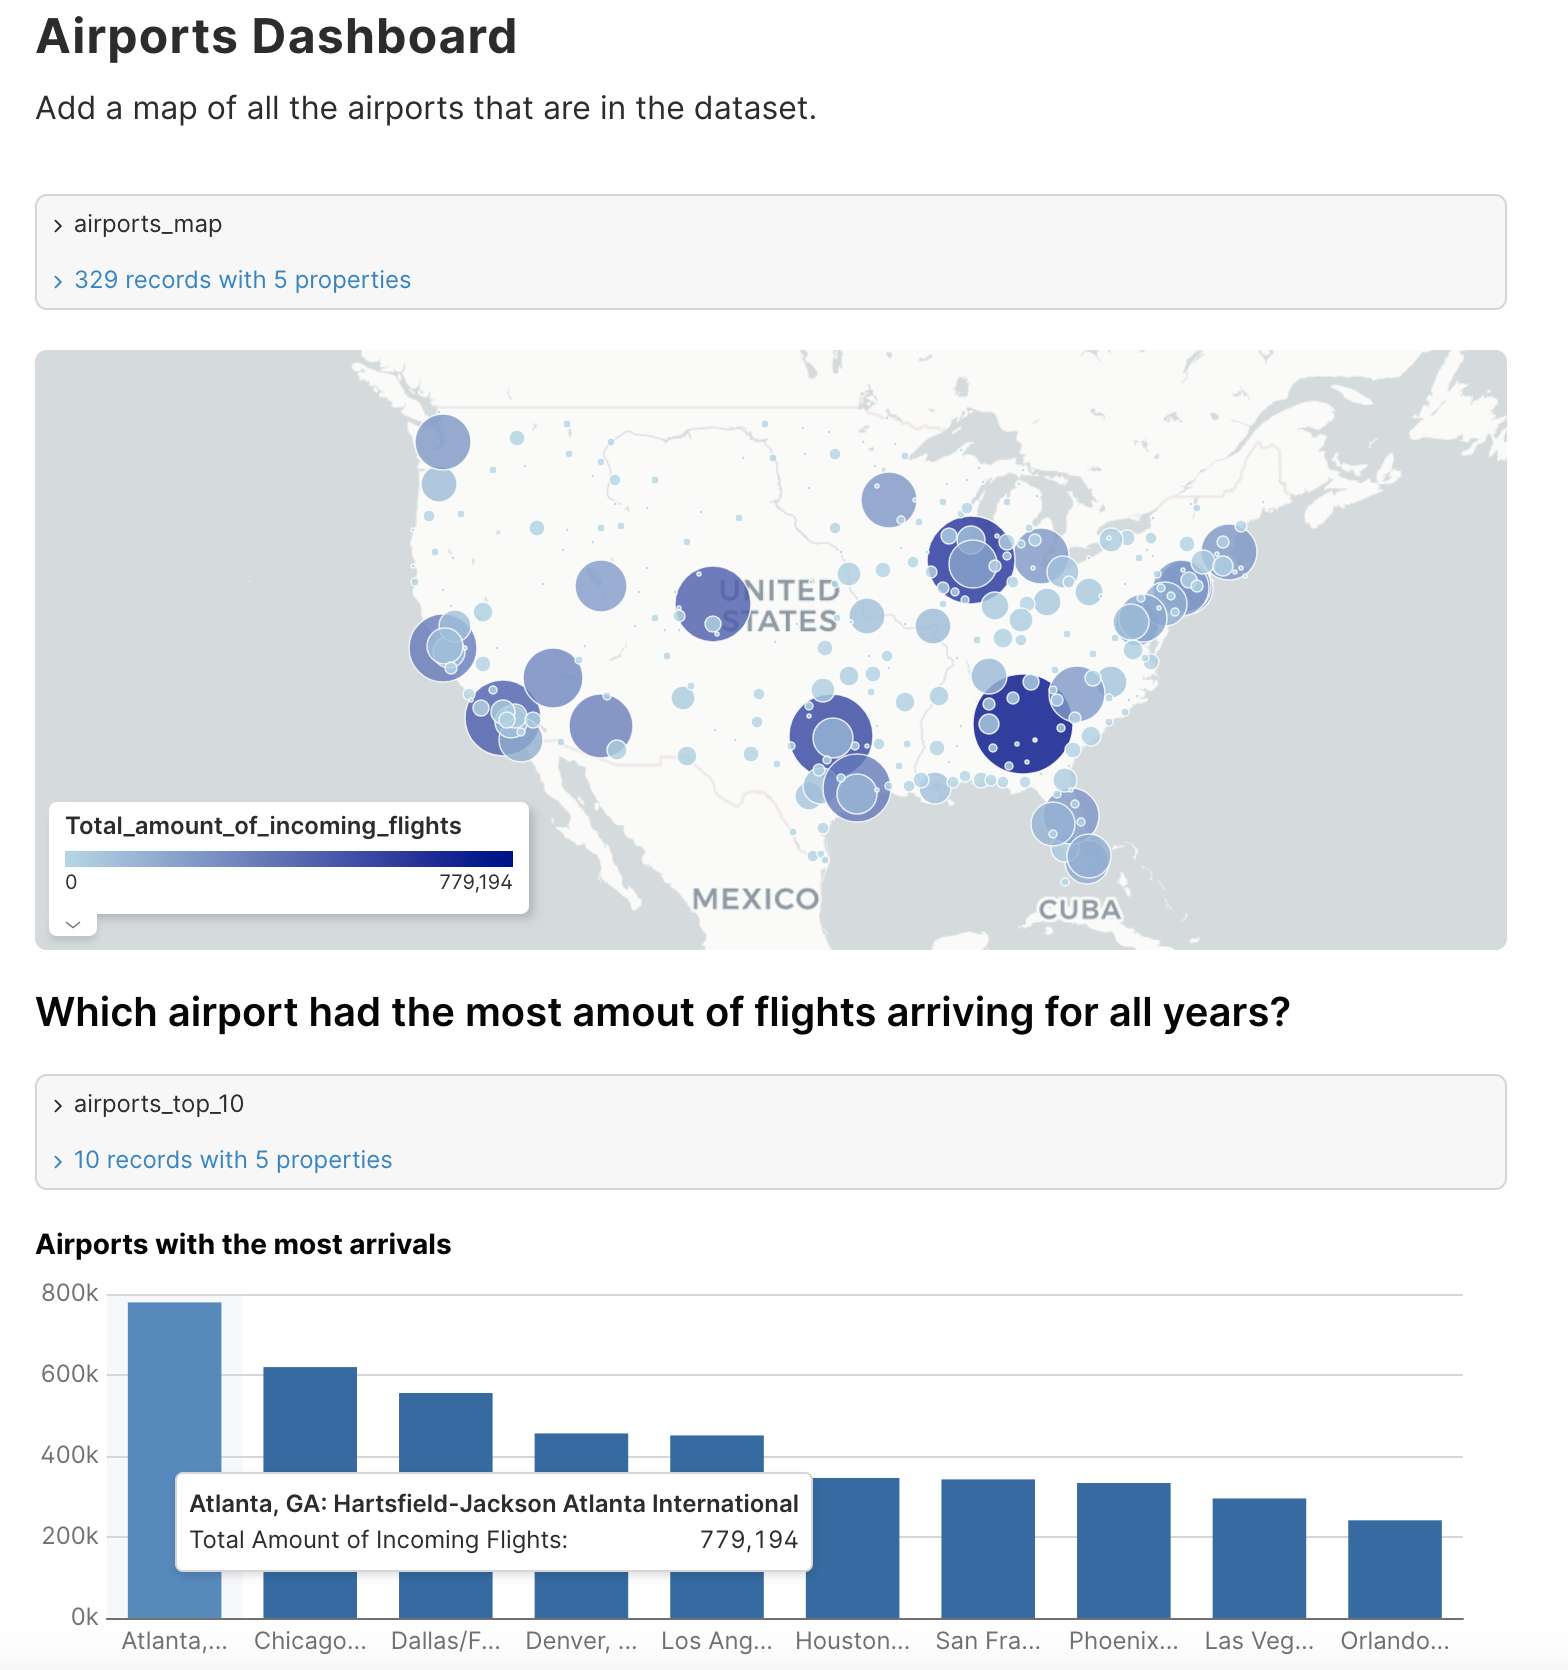 Airports Dashboard
Add a map of all the airports that are in the dataset.
airports_map
329 records with 5 properties
UNITED
STATES
MEXICO
CUBA
Total_amount_of_incoming_flights
0 779,194
Which airport had the most amout of flights arriving for all years?
airports_top_10
10 records with 5 properties
Airports with the most arrivals
800k
600k
400k
200k
0k
Atlanta, GA: Hartsfield-Jackson Atlanta International
Total Amount of Incoming Flights: 779,194
Atlanta,... Chicago... Dallas/F... Denver, ... Los Ang... Houston... San Fra... Phoenix... Las Veg... Orlando...